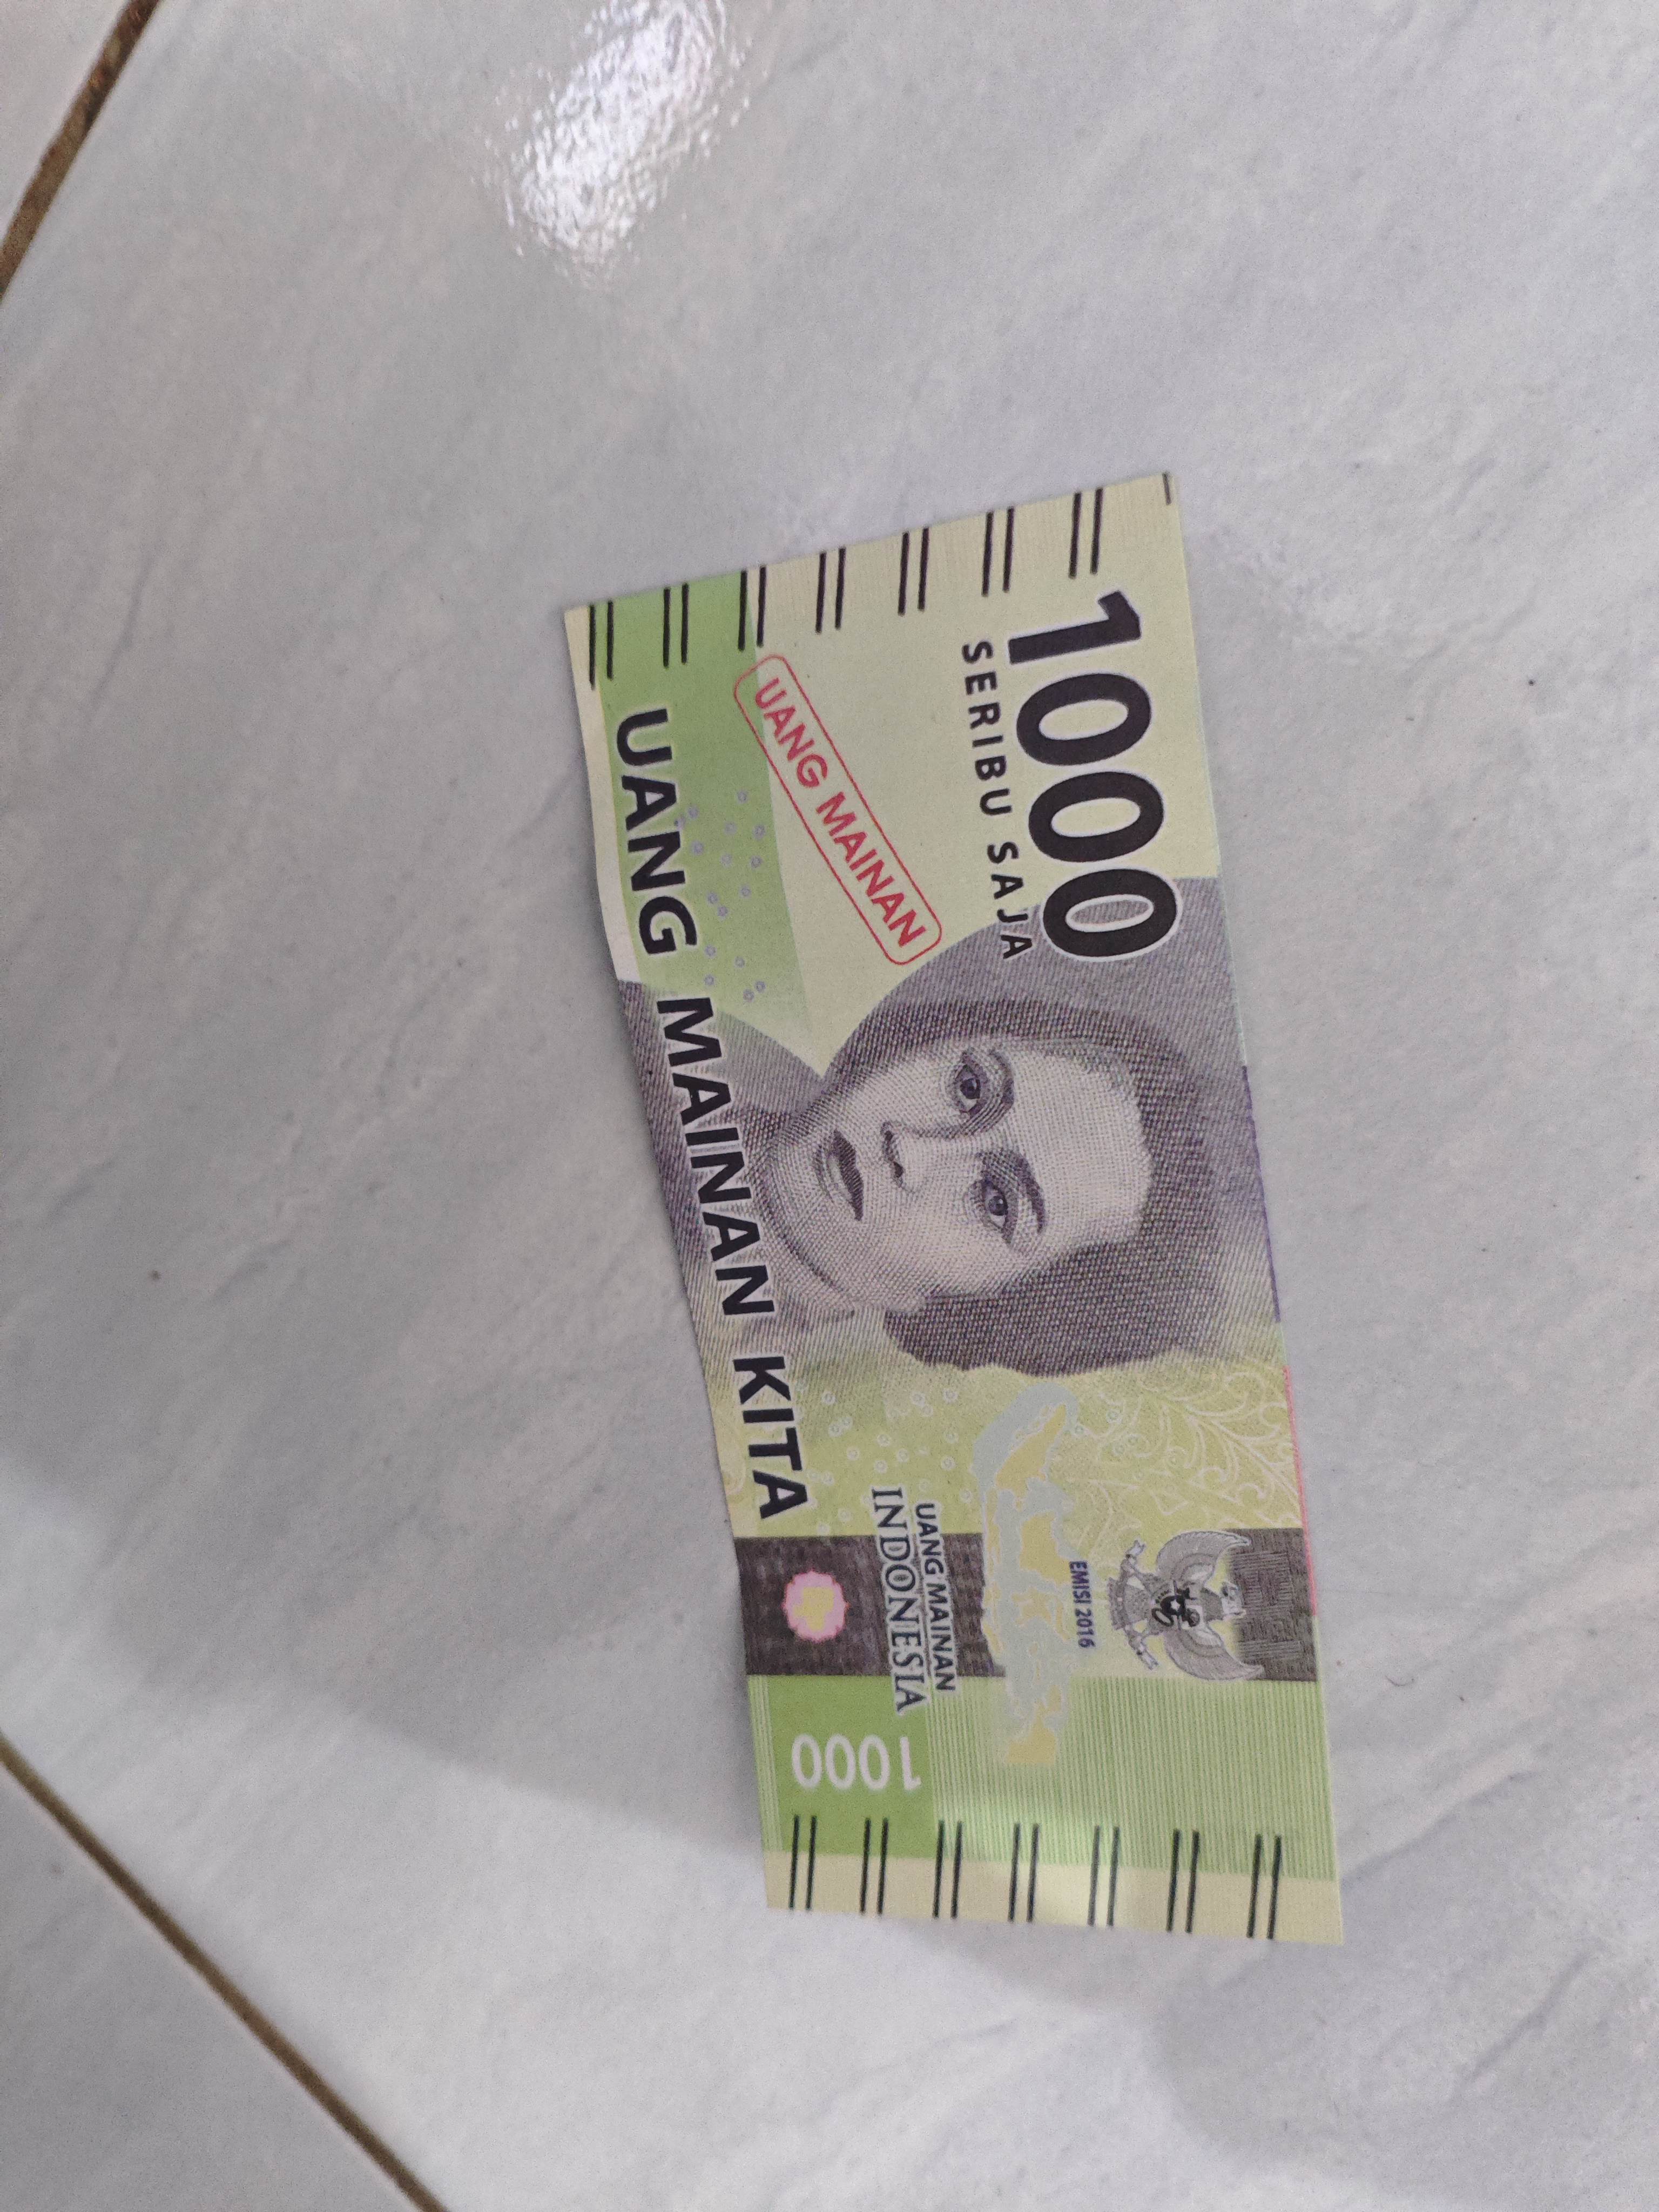 1000
SERIBU SAJA
UANG MAINAN
UANG MAINAN KITA
EMISI 2016
UANG MAINAN
INDONESIA
1000